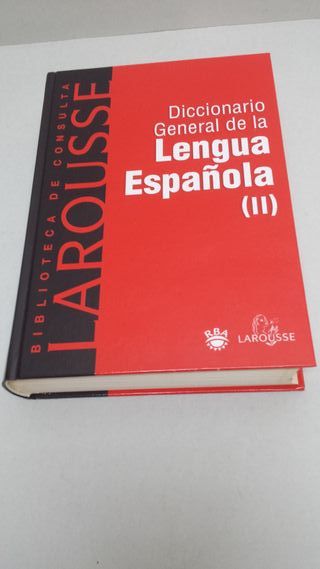 BIBLIOTECA DE CONSULTA
LAROUSSE
Diccionario
General de la
Lengua
Española
(II)
RBA
LAROUSSE